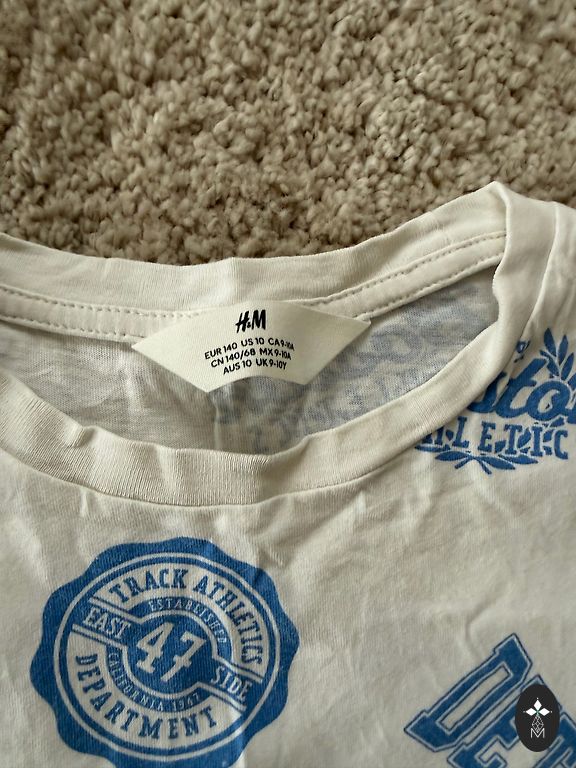 H&M
EUR 140 US 10 CA 9-10A
CN 140/68 MX 9-10A
AUS 10 UK 9-10Y
TRACK ATHLETICS
ESTABLISHED
EAST 47 SIDE
CALIFORNIA 1947
DEPARTMENT
M